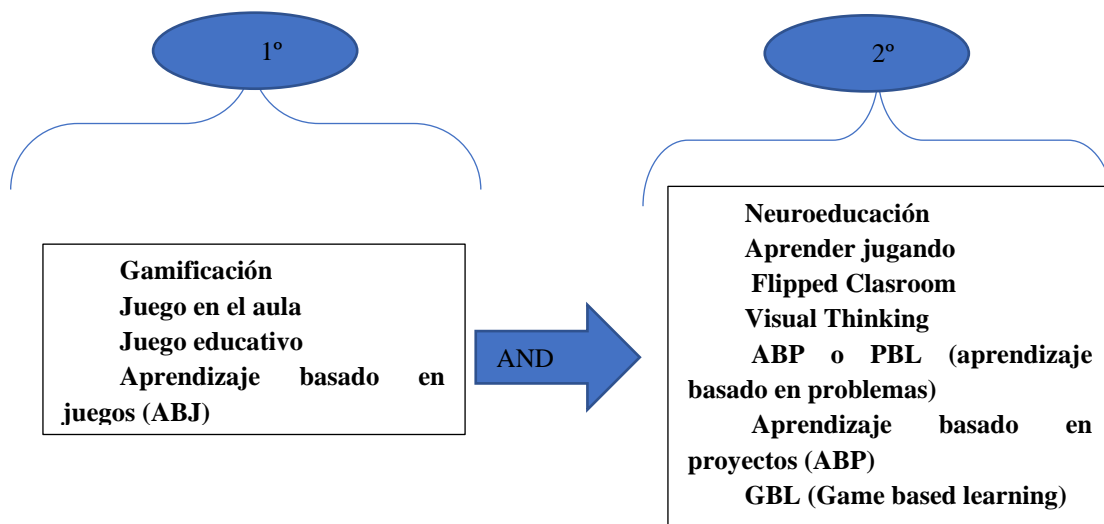 1º
Gamificación
Juego en el aula
Juego educativo
Aprendizaje basado en
juegos (ABJ)
AND
2º
Neuroeducación
Aprender jugando
Flipped Clasroom
Visual Thinking
ABP o PBL (aprendizaje
basado en problemas)
Aprendizaje basado en
proyectos (ABP)
GBL (Game based learning)